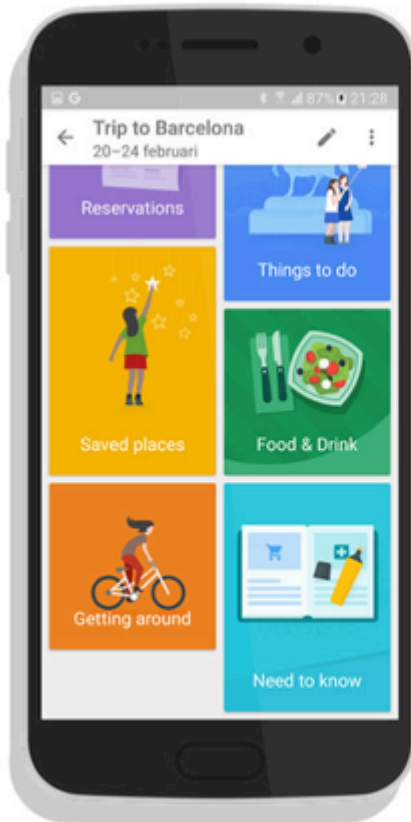 G 87% 21:28
Trip to Barcelona
20–24 februari
Reservations
Things to do
Saved places
Food & Drink
Getting around
Need to know